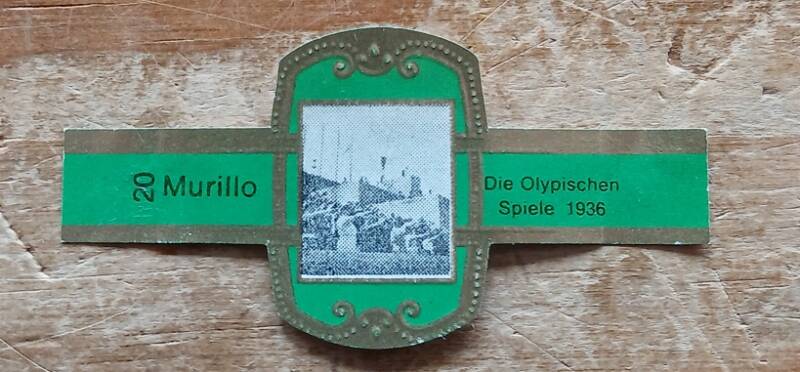 20 Murillo
Die Olypischen
Spiele 1936